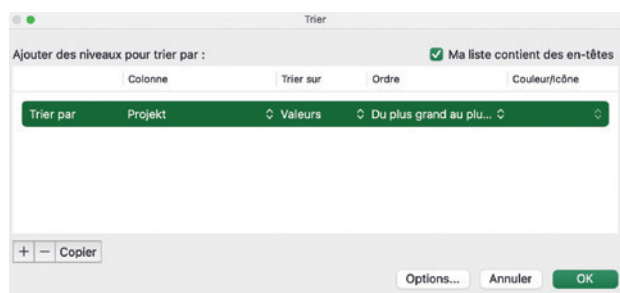 Trier
Ajouter des niveaux pour trier par :
Ma liste contient des en-têtes
Colonne Trier sur Ordre Couleur/Icône
Trier par Projekt Valeurs Du plus grand au plu...
+ − Copier
Options... Annuler OK